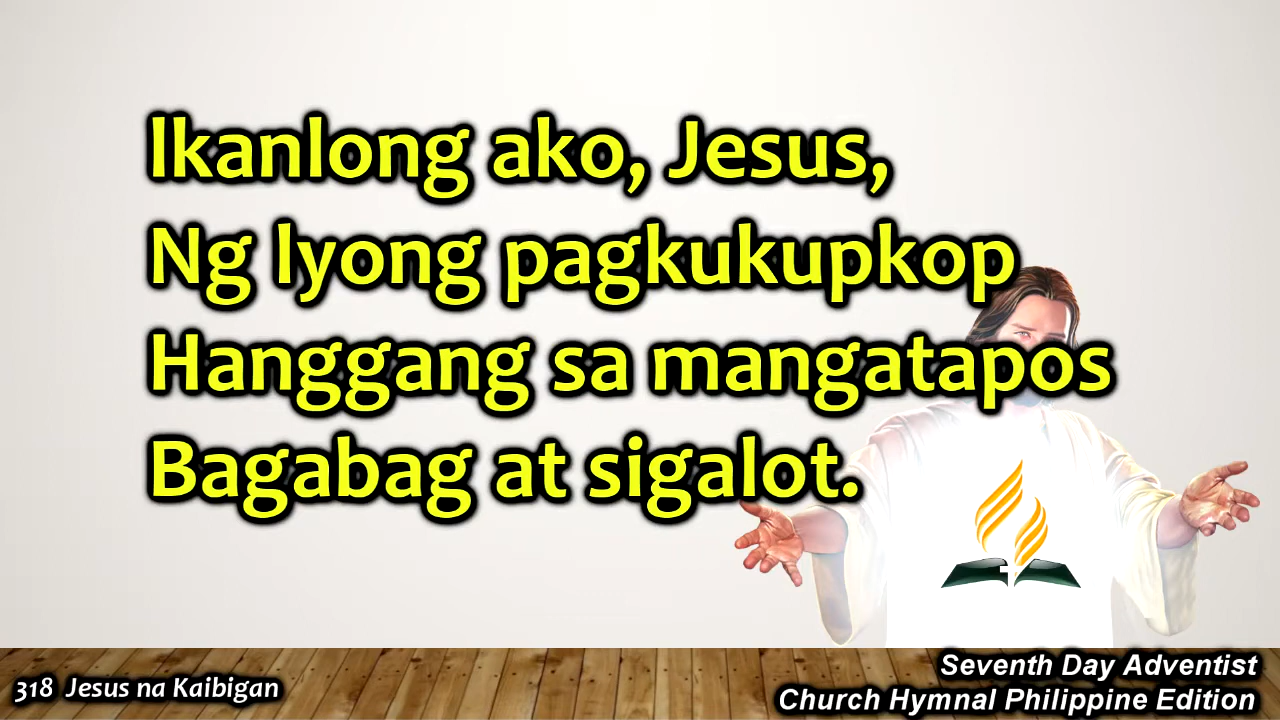 Ikanlong ako, Jesus,
Ng Iyong pagkukupkop
Hanggang sa mangatapos
Bagabag at sigalot.
318 Jesus na Kaibigan
Seventh Day Adventist
Church Hymnal Philippine Edition